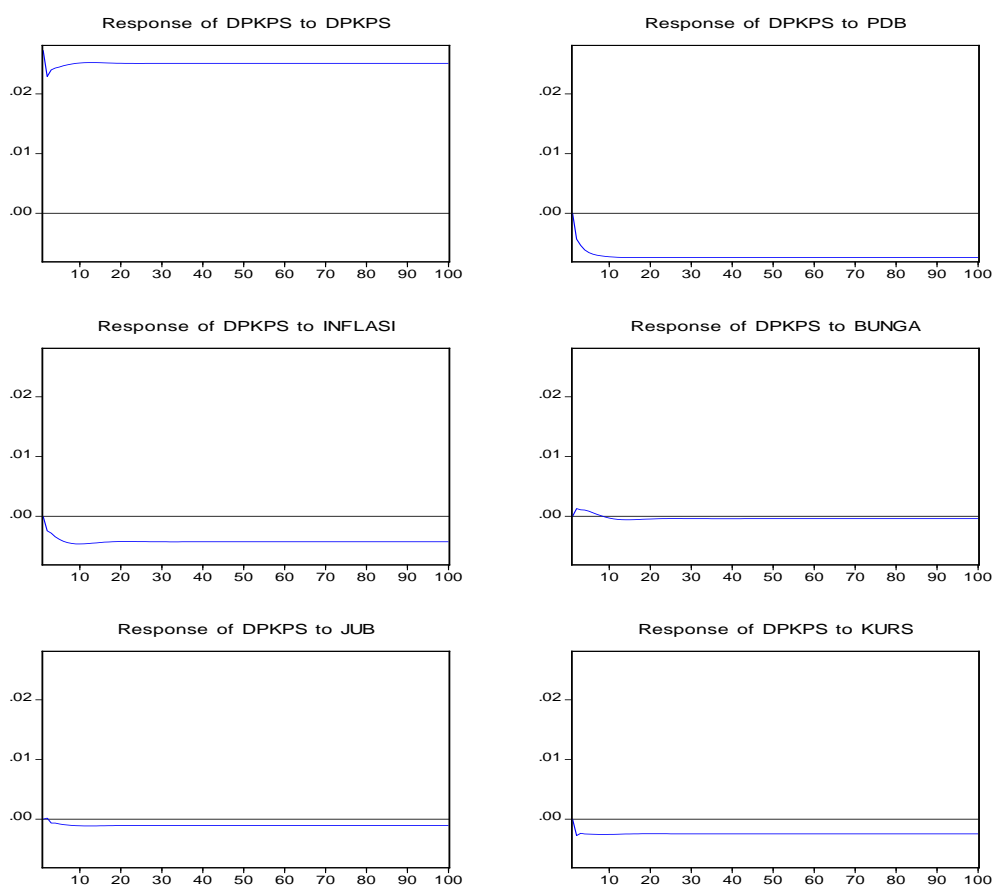 Response of DPKPS to DPKPS
.02
.01
.00
10 20 30 40 50 60 70 80 90 100
Response of DPKPS to PDB
.02
.01
.00
10 20 30 40 50 60 70 80 90 100
Response of DPKPS to INFLASI
.02
.01
.00
10 20 30 40 50 60 70 80 90 100
Response of DPKPS to BUNGA
.02
.01
.00
10 20 30 40 50 60 70 80 90 100
Response of DPKPS to JUB
.02
.01
.00
10 20 30 40 50 60 70 80 90 100
Response of DPKPS to KURS
.02
.01
.00
10 20 30 40 50 60 70 80 90 100